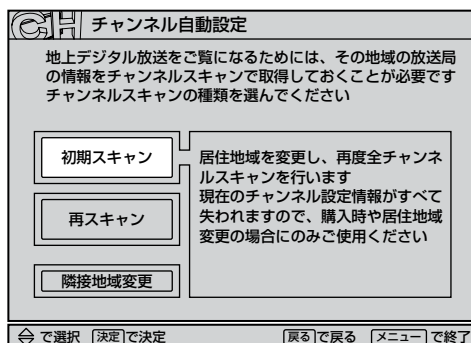 CH チャンネル自動設定
地上デジタル放送をご覧になるためには、その地域の放送局
の情報をチャンネルスキャンで取得しておくことが必要です
チャンネルスキャンの種類を選んでください
初期スキャン
再スキャン
隣接地域変更
居住地域を変更し、再度全チャンネ
ルスキャンを行います
現在のチャンネル設定情報がすべて
失われますので、購入時や居住地域
変更の場合にのみご使用ください
で選択 決定で決定 戻るで戻る メニューで終了